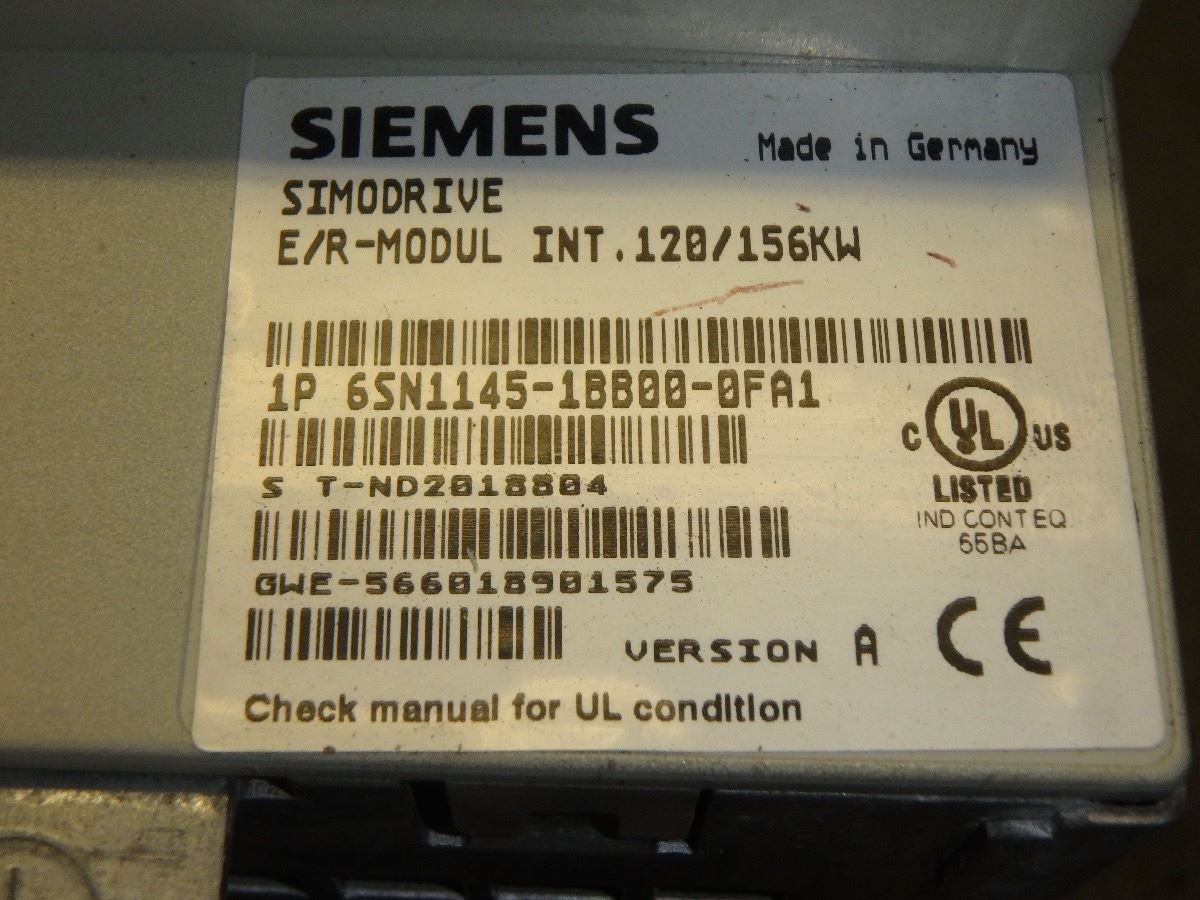 SIEMENS
Made in Germany
SIMODRIVE
E/R-MODUL INT.120/156KW
1P 6SN1145-1BB00-0FA1
C UL US
LISTED
IND CONT EQ
66BA
S T-ND2018804
GWE-566018901575
VERSION A
CE
Check manual for UL condition